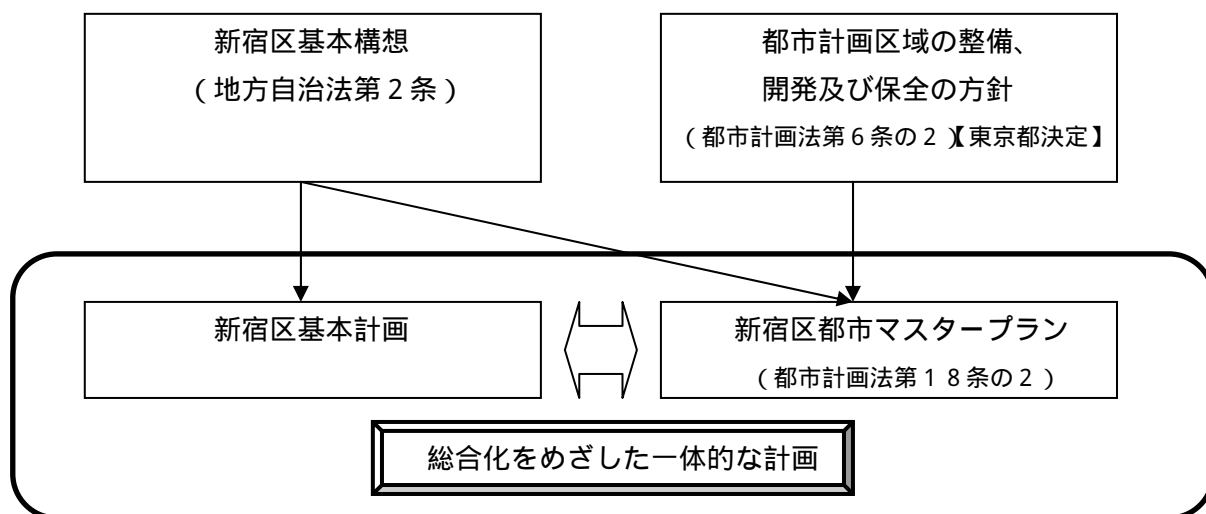 新宿区基本構想
（地方自治法第２条）
都市計画区域の整備、
開発及び保全の方針
（都市計画法第６条の２）【東京都決定】
新宿区基本計画
新宿区都市マスタープラン
（都市計画法第１８条の２）
総合化をめざした一体的な計画